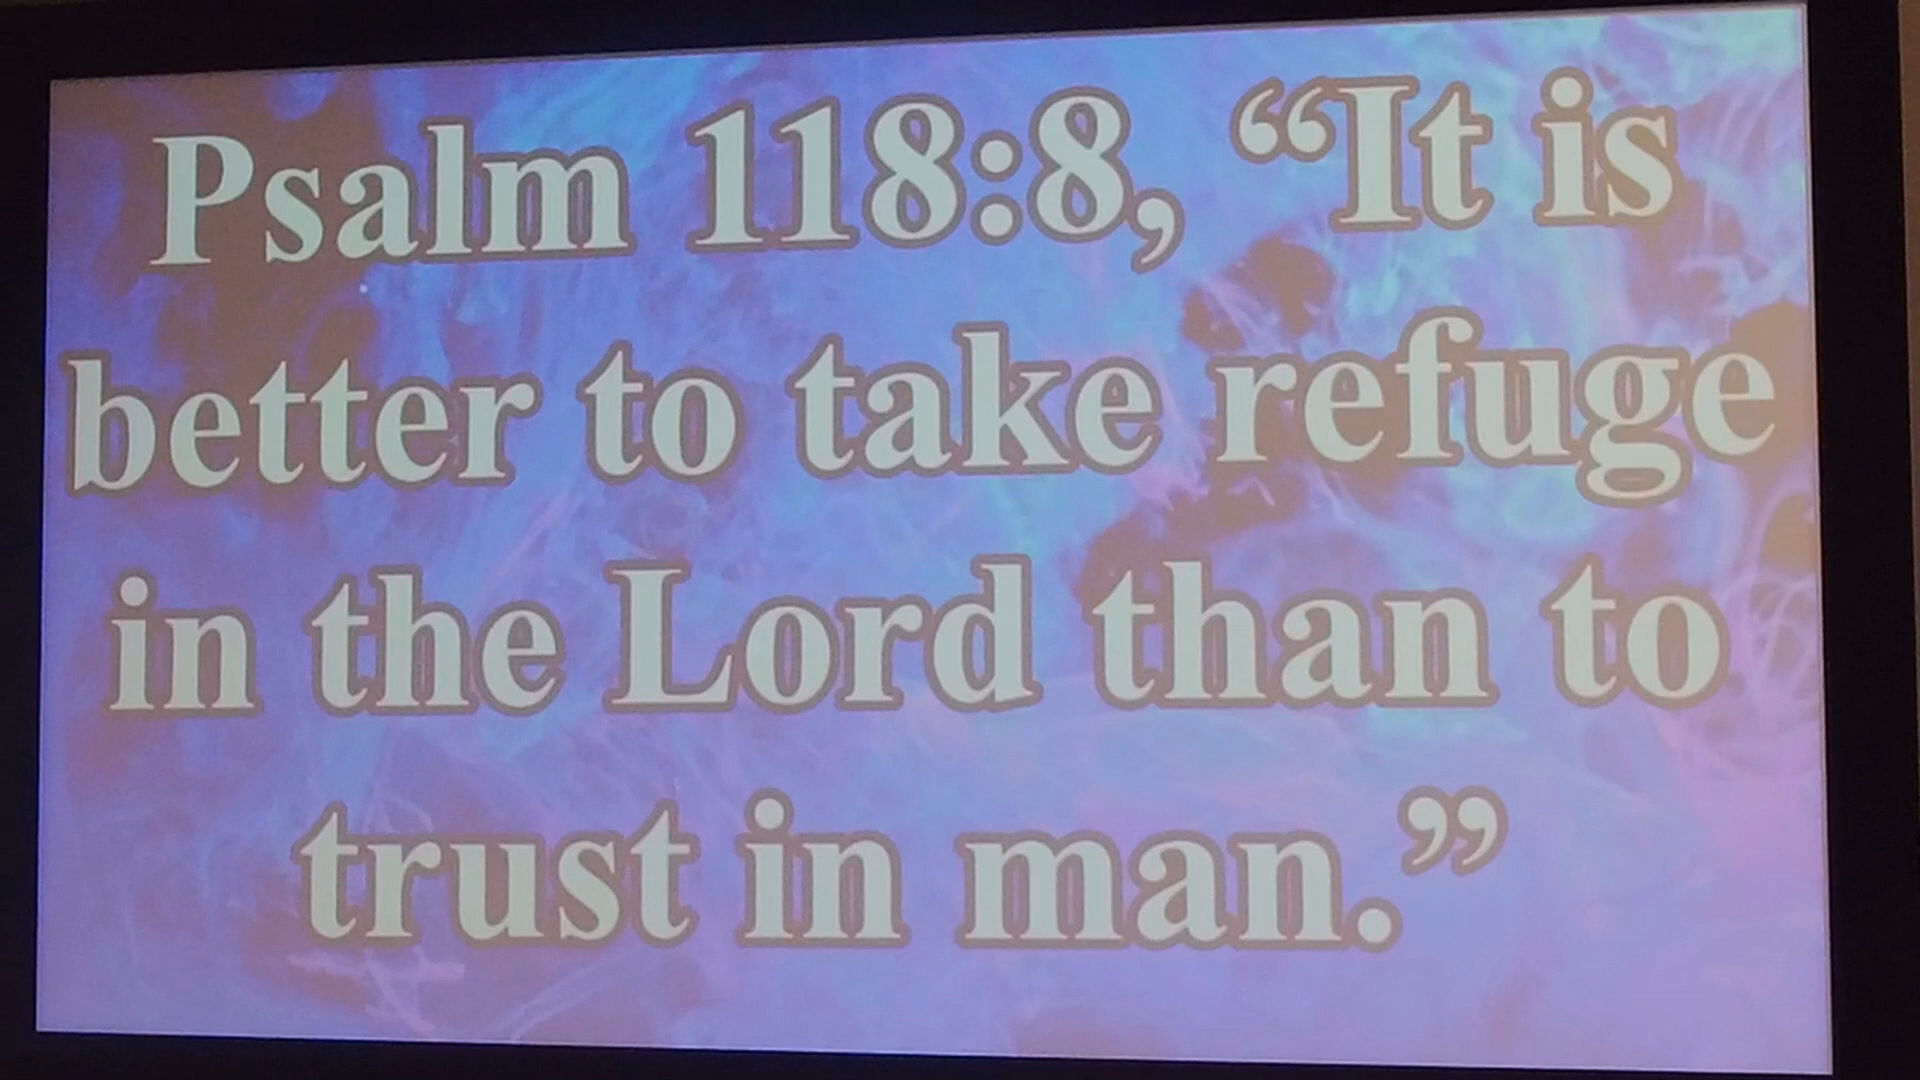 Psalm 118:8, “It is
better to take refuge
in the Lord than to
trust in man.”